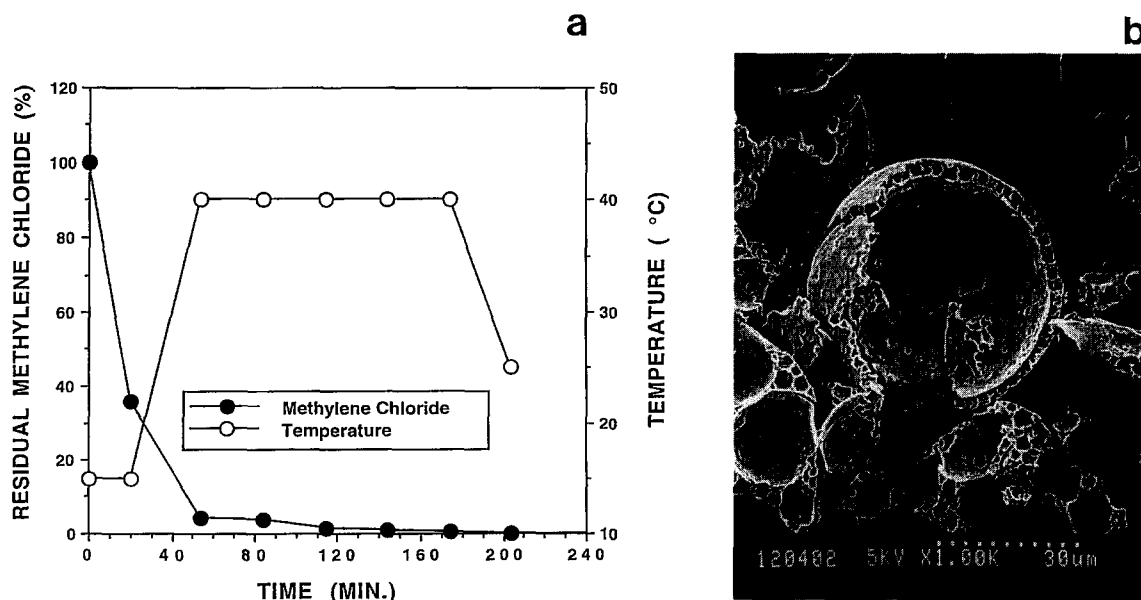 a
b
RESIDUAL METHYLENE CHLORIDE (%)
120
100
80
60
40
20
0
50
40
30
20
10
TEMPERATURE ( °C)
Methylene Chloride
Temperature
0 40 80 120 160 200 240
TIME (MIN.)
120402 5KV X1.00K 30um